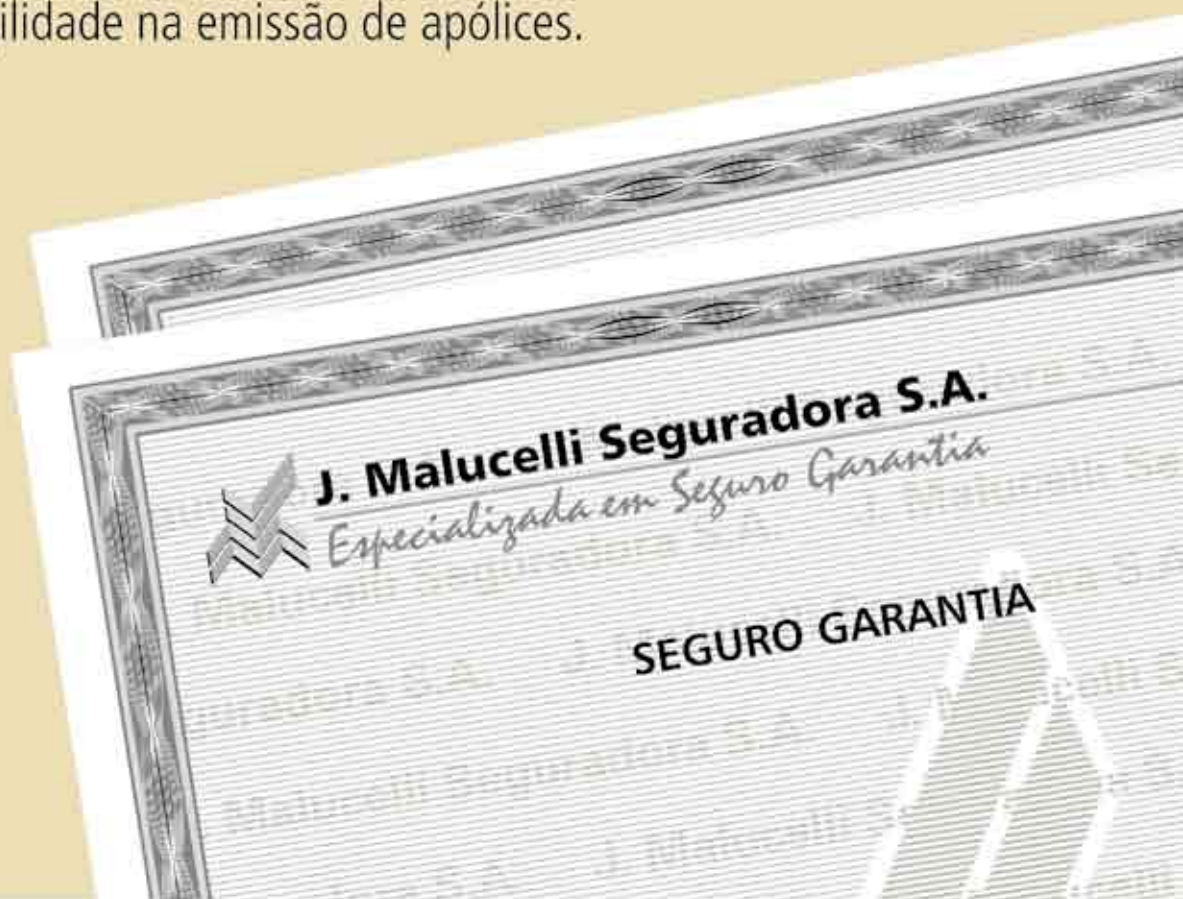 ilidade na emissão de apólices.
J. Malucelli Seguradora S.A.
Especializada em Seguro Garantia
SEGURO GARANTIA